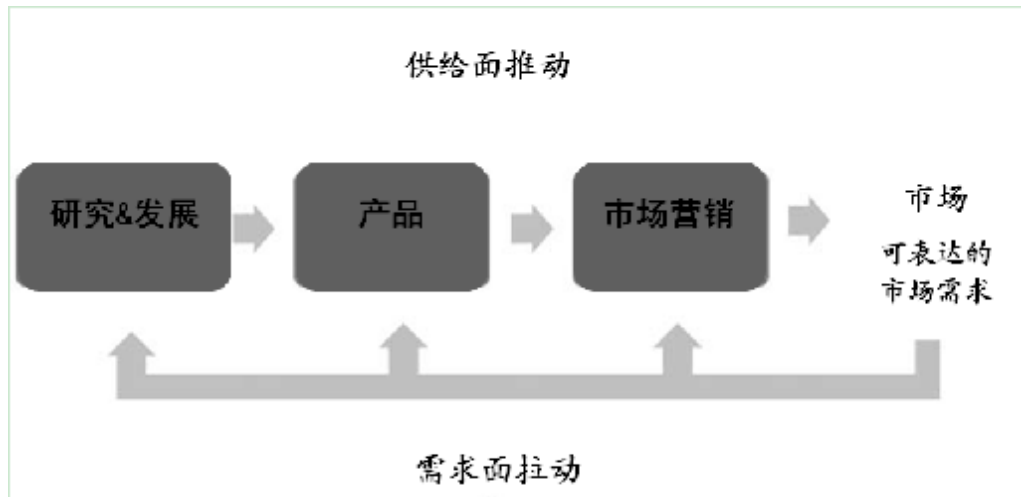 供给面推动
研究&发展
产品
市场营销
市场
可表达的
市场需求
需求面拉动